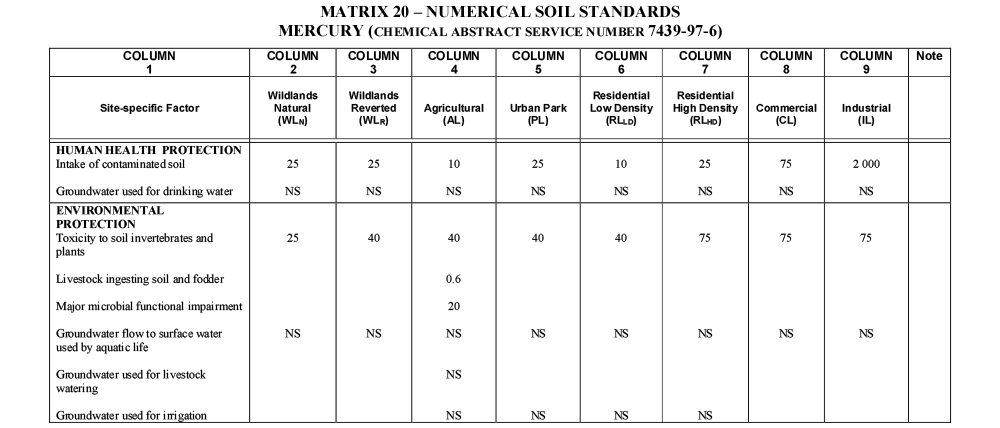 MATRIX 20 – NUMERICAL SOIL STANDARDS
MERCURY (CHEMICAL ABSTRACT SERVICE NUMBER 7439-97-6)
COLUMN 1 COLUMN 2 COLUMN 3 COLUMN 4 COLUMN 5 COLUMN 6 COLUMN 7 COLUMN 8 COLUMN 9 Note
Site-specific Factor Wildlands Natural (WLN) Wildlands Reverted (WLR) Agricultural (AL) Urban Park (PL) Residential Low Density (RLLD) Residential High Density (RLHD) Commercial (CL) Industrial (IL)
HUMAN HEALTH PROTECTION
Intake of contaminated soil 25 25 10 25 10 25 75 2 000
Groundwater used for drinking water NS NS NS NS NS NS NS NS
ENVIRONMENTAL
PROTECTION
Toxicity to soil invertebrates and 25 40 40 40 40 75 75 75
plants
Livestock ingesting soil and fodder 0.6
Major microbial functional impairment 20
Groundwater flow to surface water NS NS NS NS NS NS NS NS
used by aquatic life
Groundwater used for livestock NS
watering
Groundwater used for irrigation NS NS NS NS